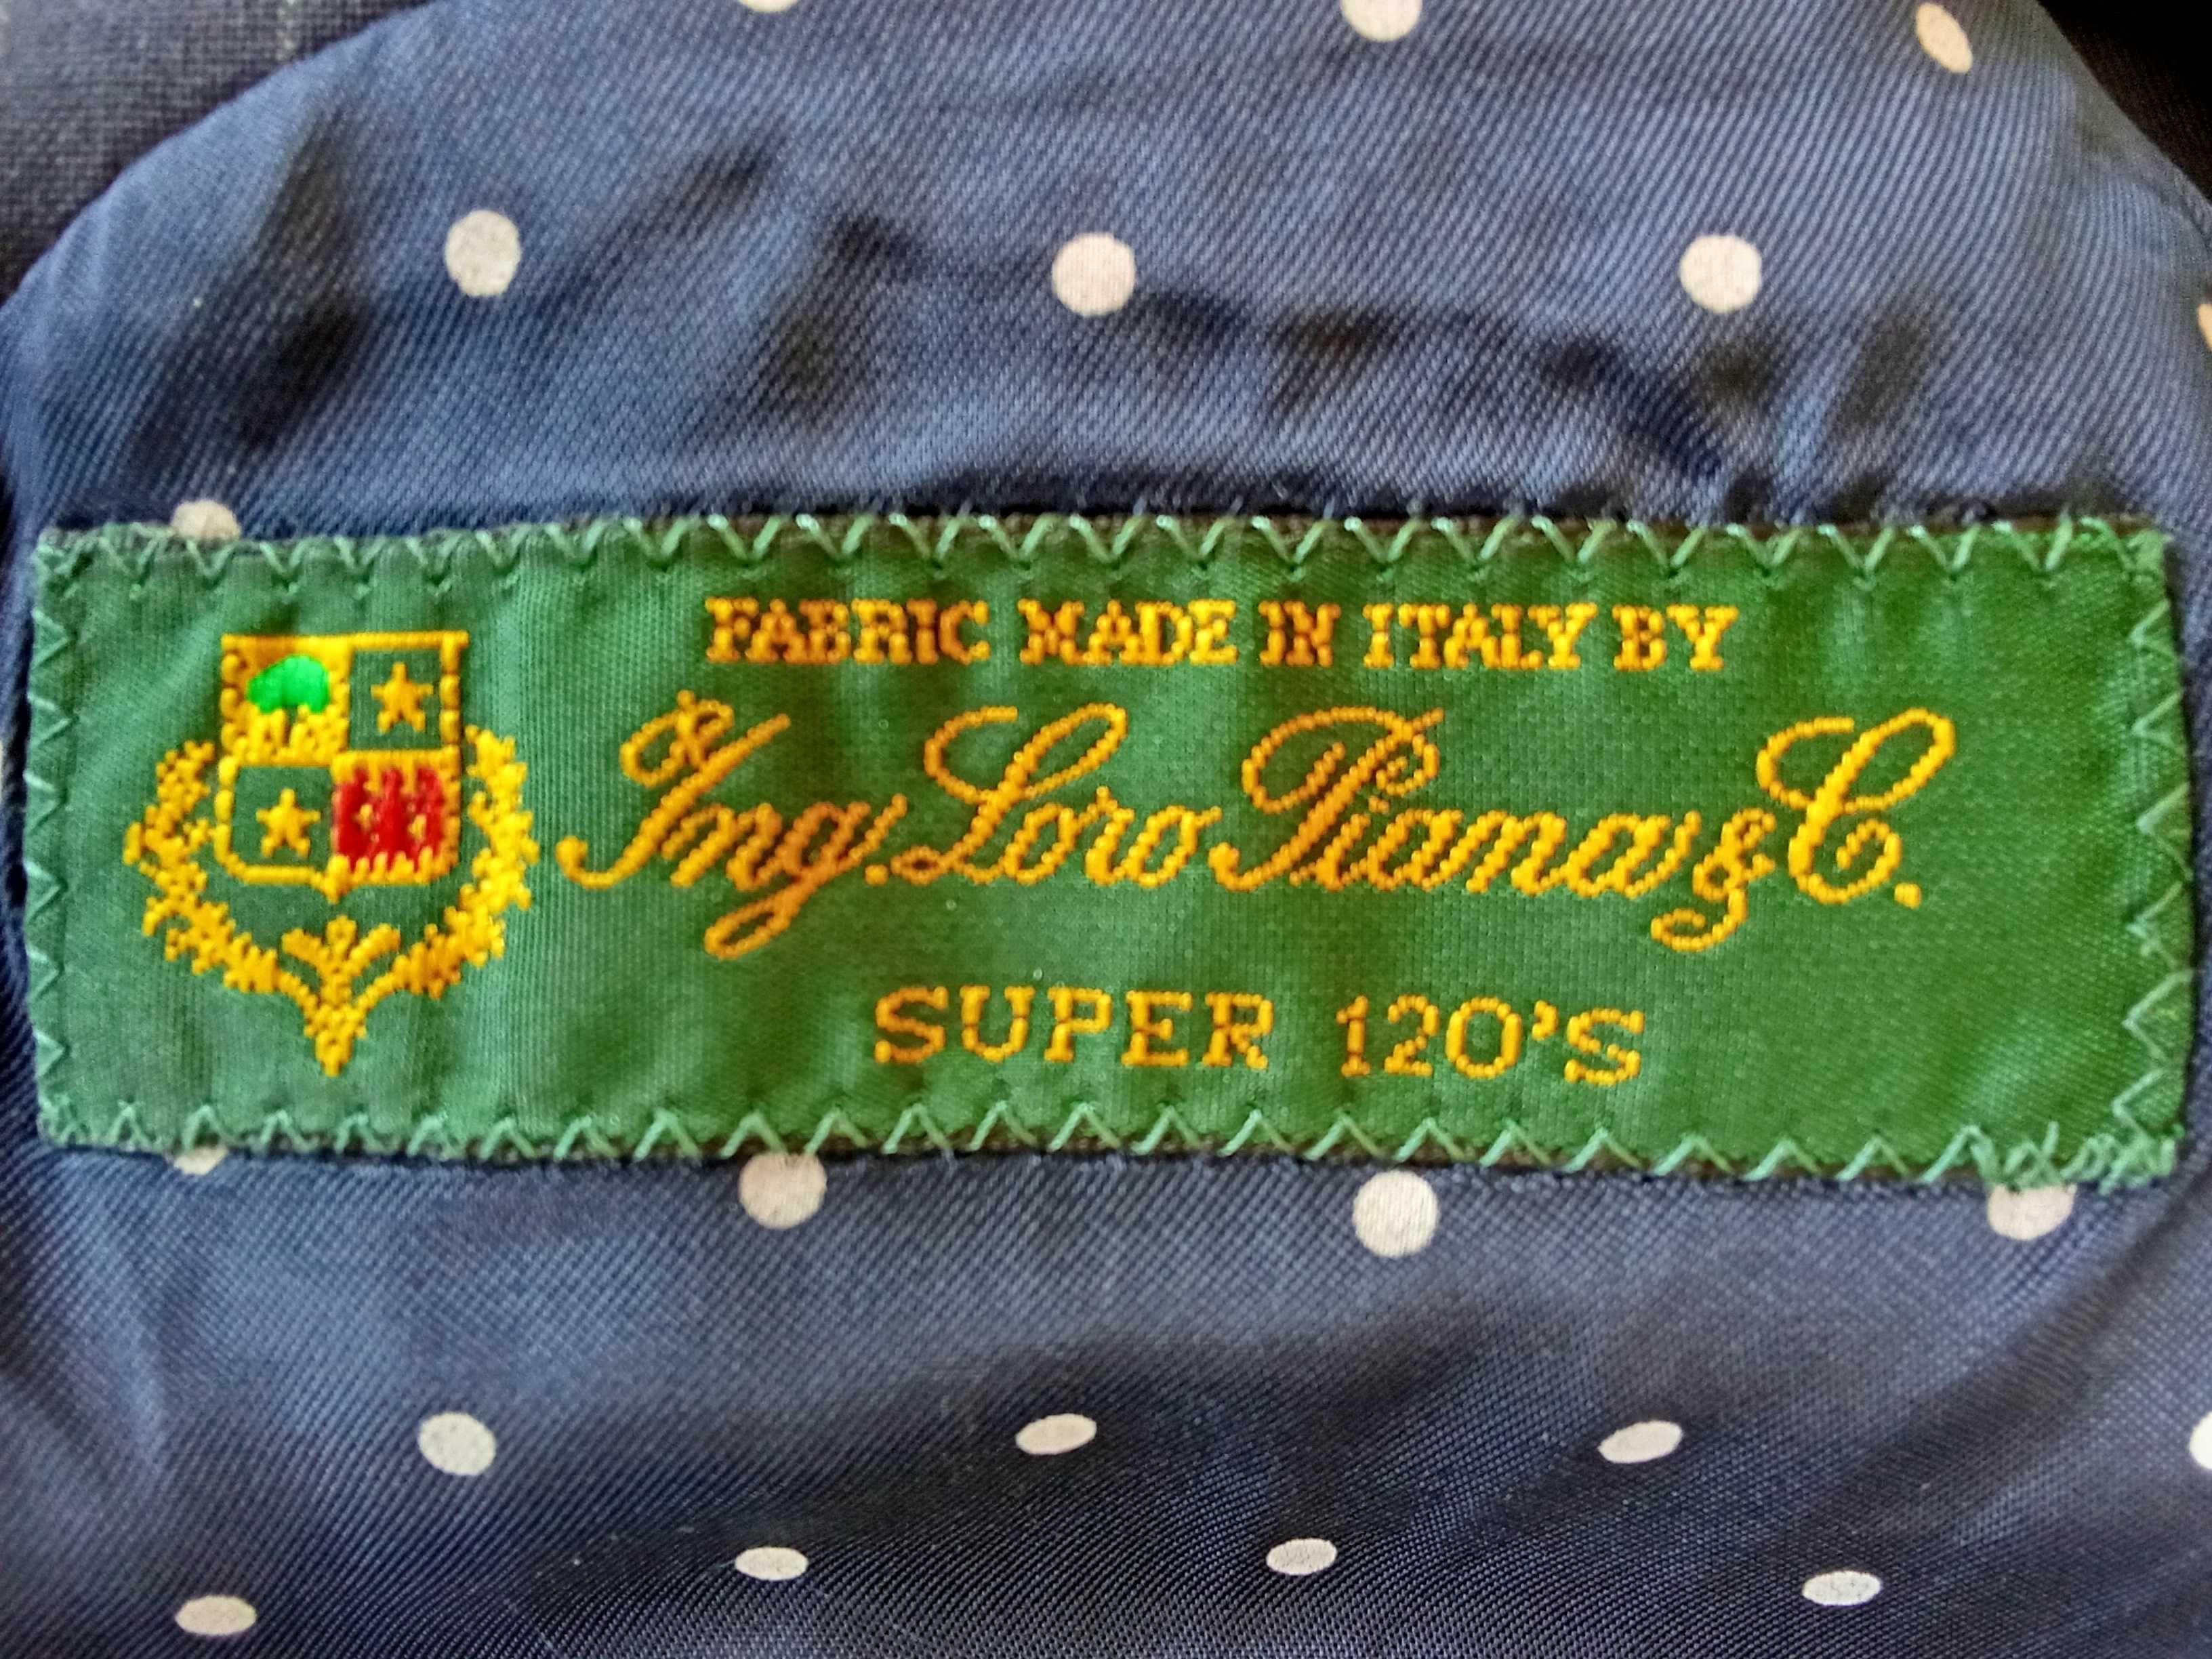 FABRIC MADE IN ITALY BY
Ing. Loro Piana & C.
SUPER 120'S